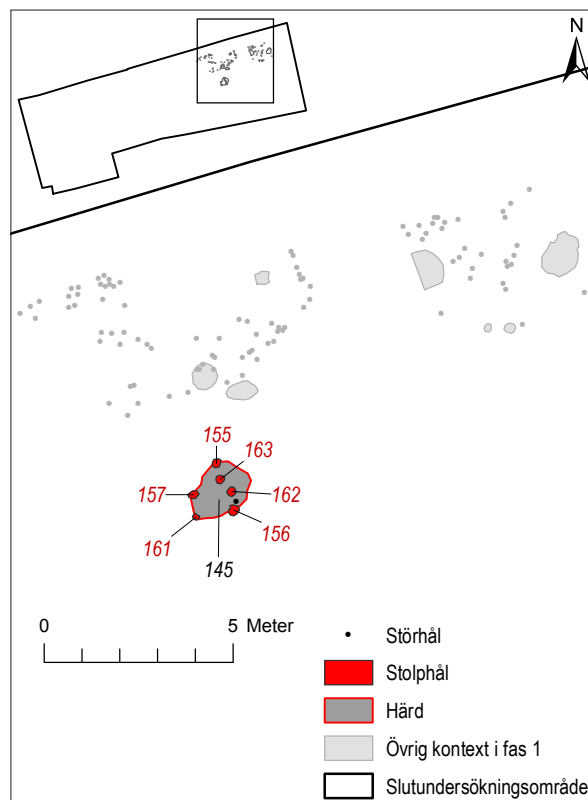 N
155
163
157
162
161
145
156
0 5 Meter
Störhål
Stolphål
Härd
Övrig kontext i fas 1
Slutundersökningsområde